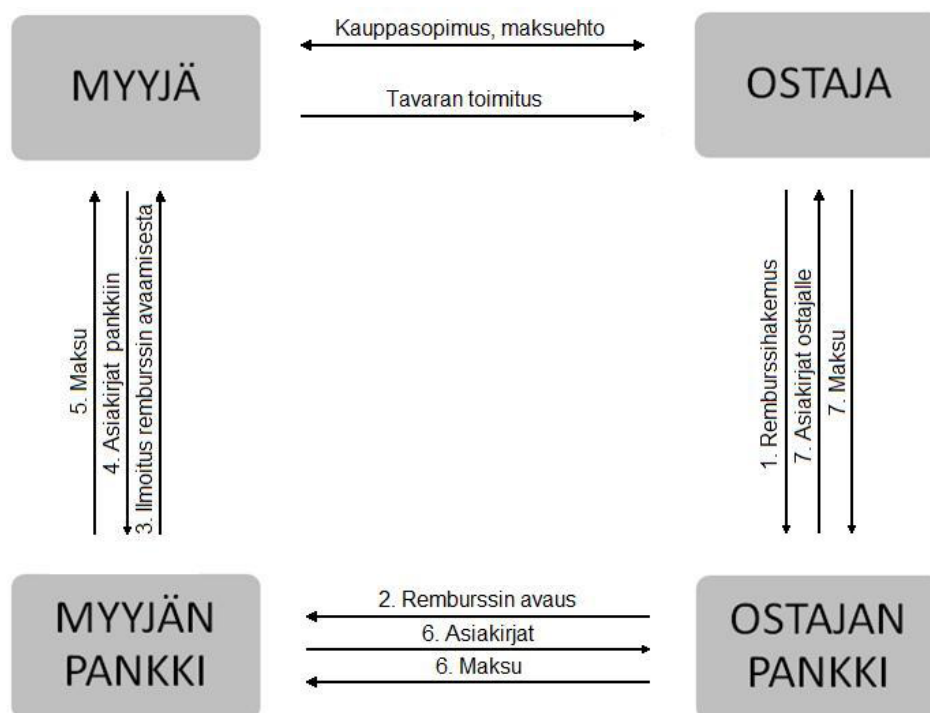 MYYJÄ
Kauppasopimus, maksuehto
OSTAJA
Tavaran toimitus
5. Maksu
4. Asiakirjat pankkiin
3. Ilmoitus remburssin avaamisesta
1. Remburssihakemus
7. Asiakirjat ostajalle
7. Maksu
MYYJÄN
PANKKI
2. Remburssin avaus
6. Asiakirjat
6. Maksu
OSTAJAN
PANKKI